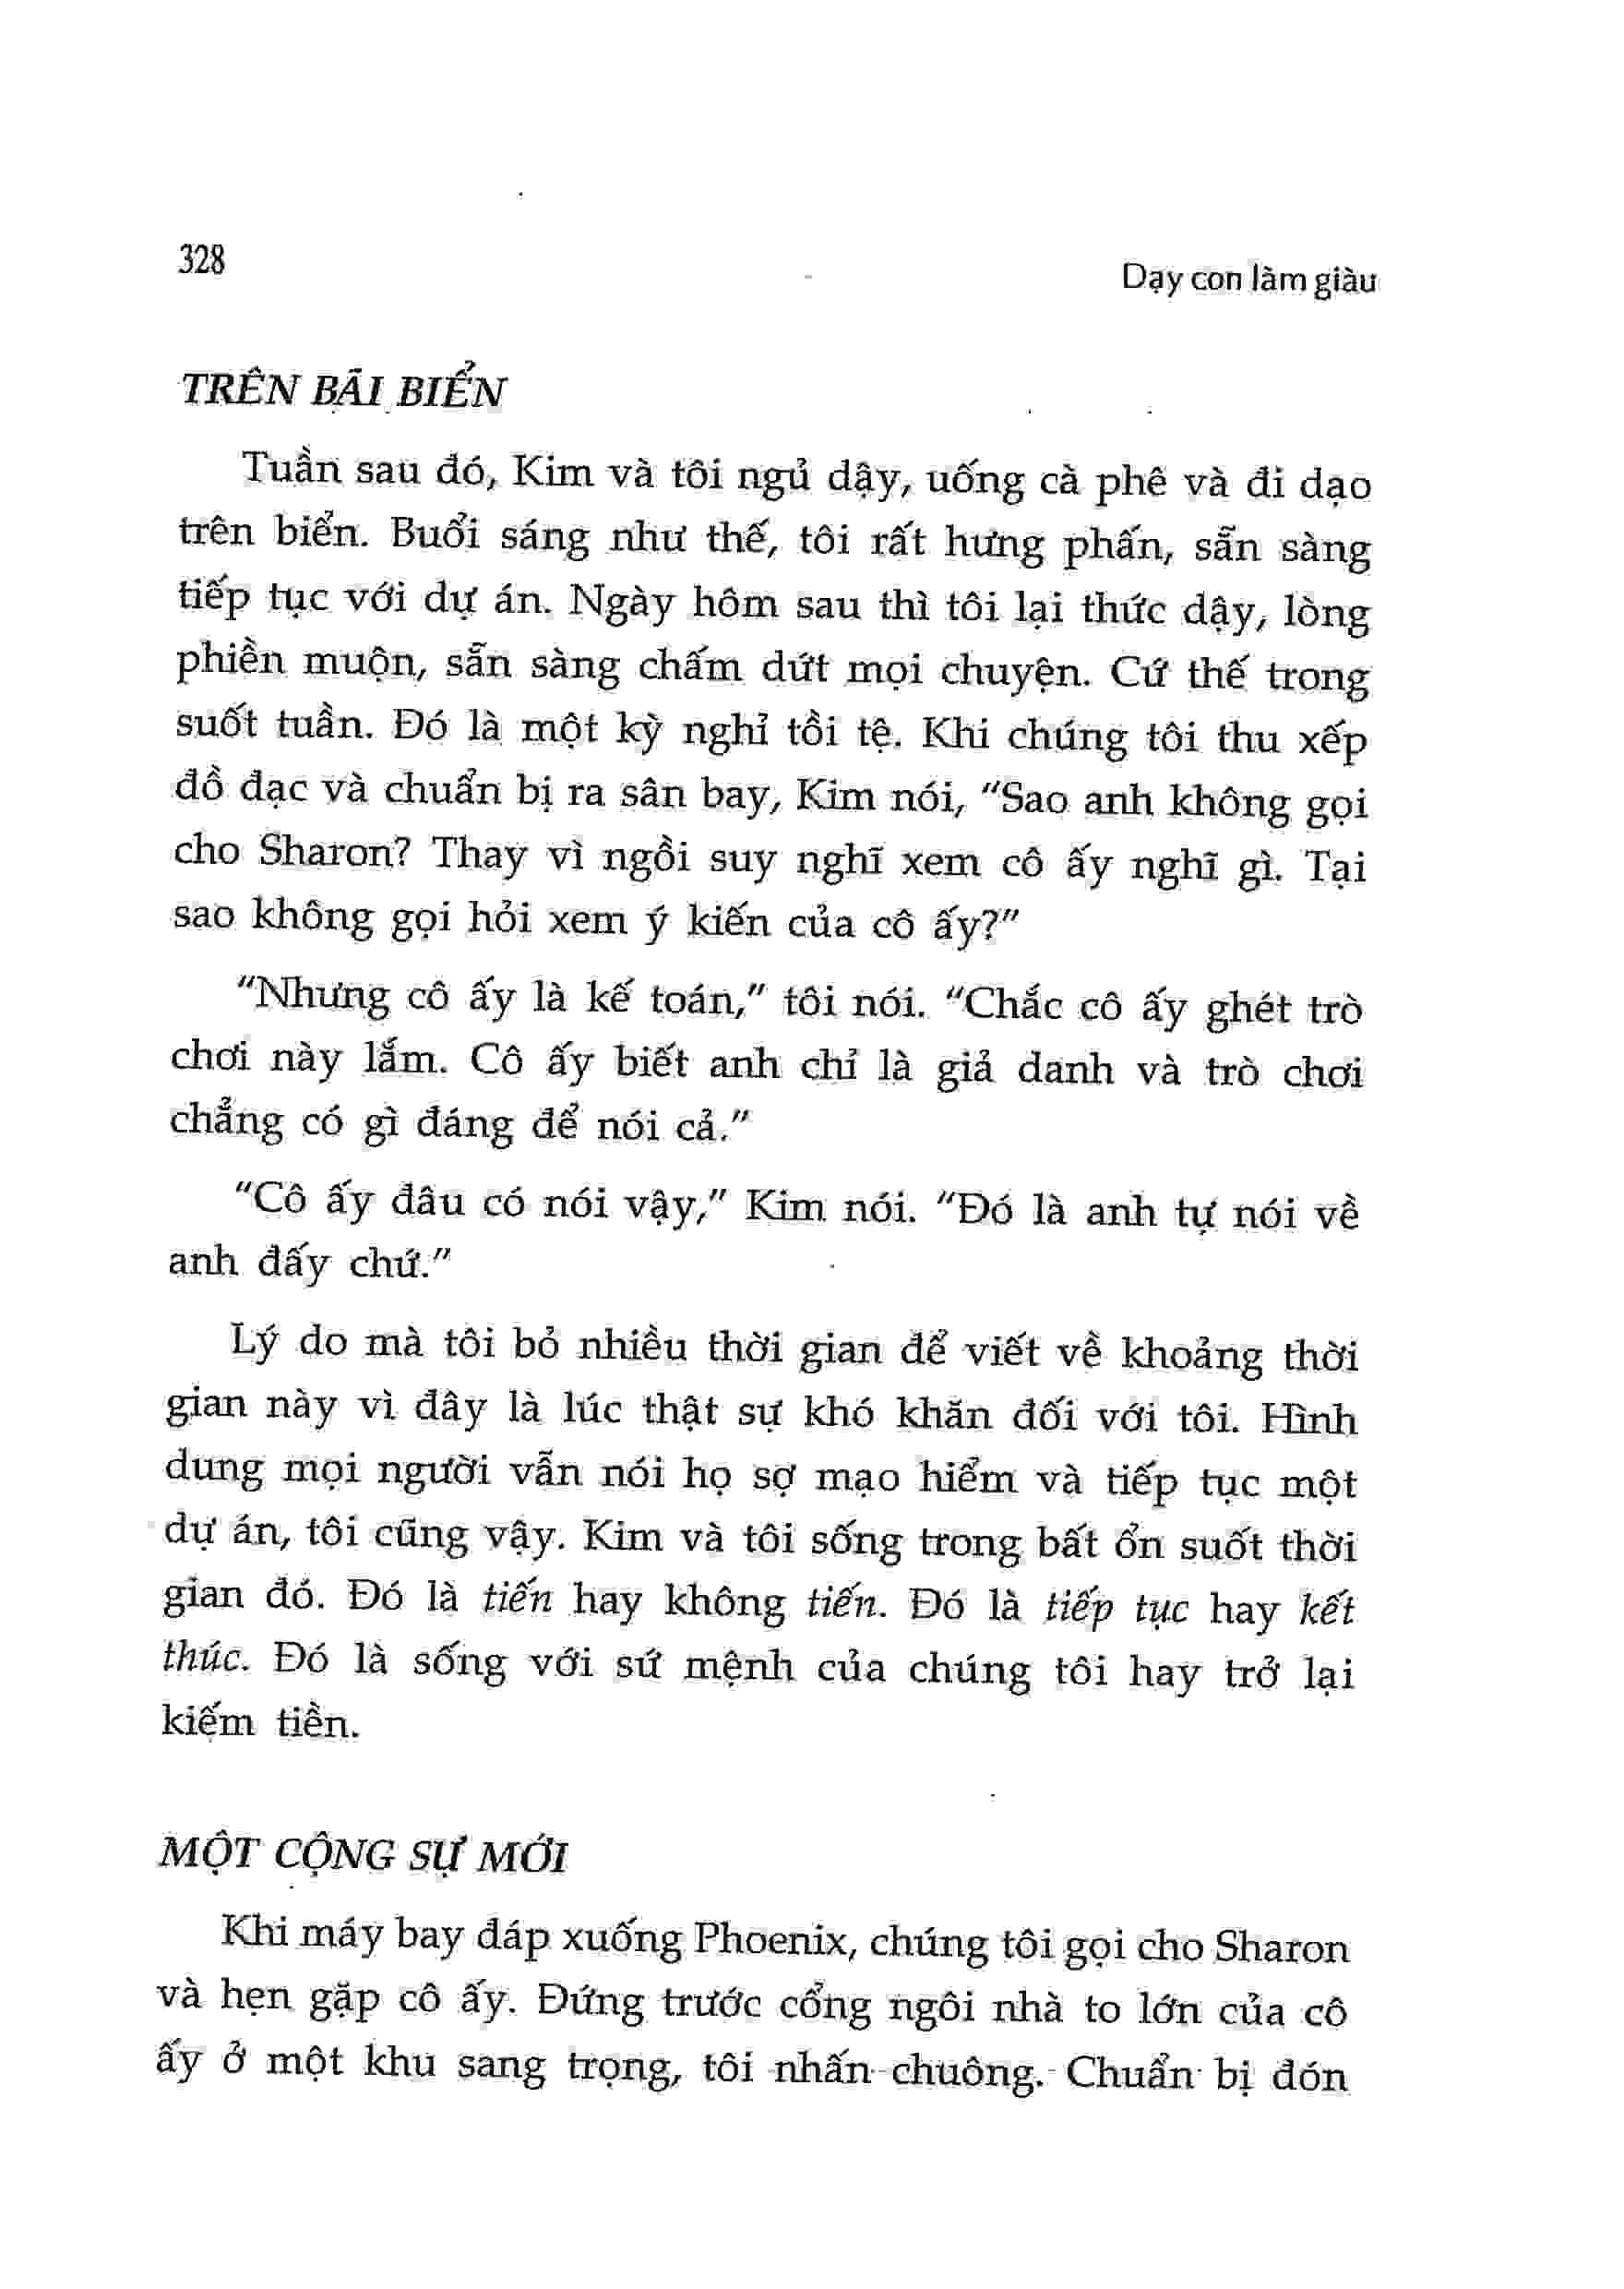 328
Dạy con làm giàu
TRÊN BÃI BIỂN
Tuần sau đó, Kim và tôi ngủ dậy, uống cà phê và đi dạo
trên biển. Buổi sáng như thế, tôi rất hưng phấn, sẵn sàng
tiếp tục với dự án. Ngày hôm sau thì tôi lại thức dậy, lòng
phiền muộn, sẵn sàng chấm dứt mọi chuyện. Cứ thế trong
suốt tuần. Đó là một kỳ nghỉ tồi tệ. Khi chúng tôi thu xếp
đồ đạc và chuẩn bị ra sân bay, Kim nói, “Sao anh không gọi
cho Sharon? Thay vì ngồi suy nghĩ xem cô ấy nghĩ gì. Tại
sao không gọi hỏi xem ý kiến của cô ấy?”
“Nhưng cô ấy là kế toán,” tôi nói. “Chắc cô ấy ghét trò
chơi này lắm. Cô ấy biết anh chỉ là giả danh và trò chơi
chẳng có gì đáng để nói cả.”
“Cô ấy đâu có nói vậy,” Kim nói. “Đó là anh tự nói về
anh đấy chứ.”
Lý do mà tôi bỏ nhiều thời gian để viết về khoảng thời
gian này vì đây là lúc thật sự khó khăn đối với tôi. Hình
dung mọi người vẫn nói họ sợ mạo hiểm và tiếp tục một
dự án, tôi cũng vậy. Kim và tôi sống trong bất ổn suốt thời
gian đó. Đó là tiến hay không tiến. Đó là tiếp tục hay kết
thúc. Đó là sống với sứ mệnh của chúng tôi hay trở lại
kiếm tiền.
MỘT CỘNG SỰ MỚI
Khi máy bay đáp xuống Phoenix, chúng tôi gọi cho Sharon
và hẹn gặp cô ấy. Đứng trước cổng ngôi nhà to lớn của cô
ấy ở một khu sang trọng, tôi nhấn chuông. Chuẩn bị đón